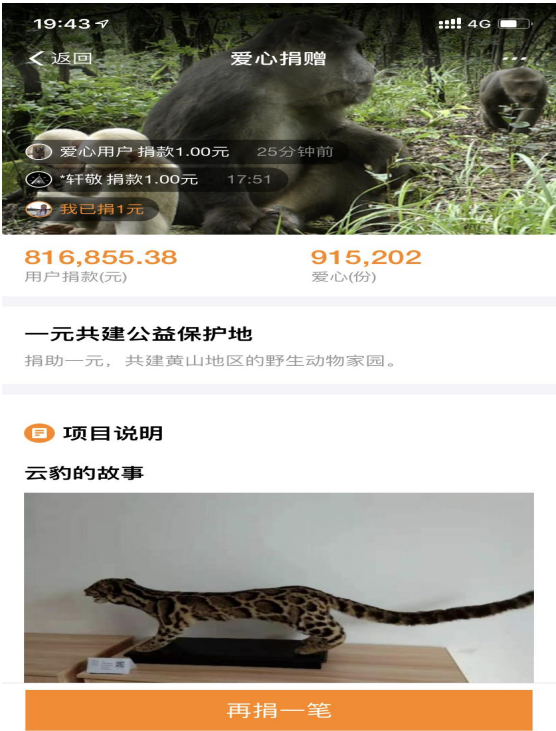 19:43
4G
返回
爱心捐赠
爱心用户 捐款1.00元 25分钟前
*轩敬 捐款1.00元 17:51
我已捐1元
816,855.38
915,202
用户捐款(元)
爱心(份)
一元共建公益保护地
捐助一元，共建黄山地区的野生动物家园。
项目说明
云豹的故事
再捐一笔